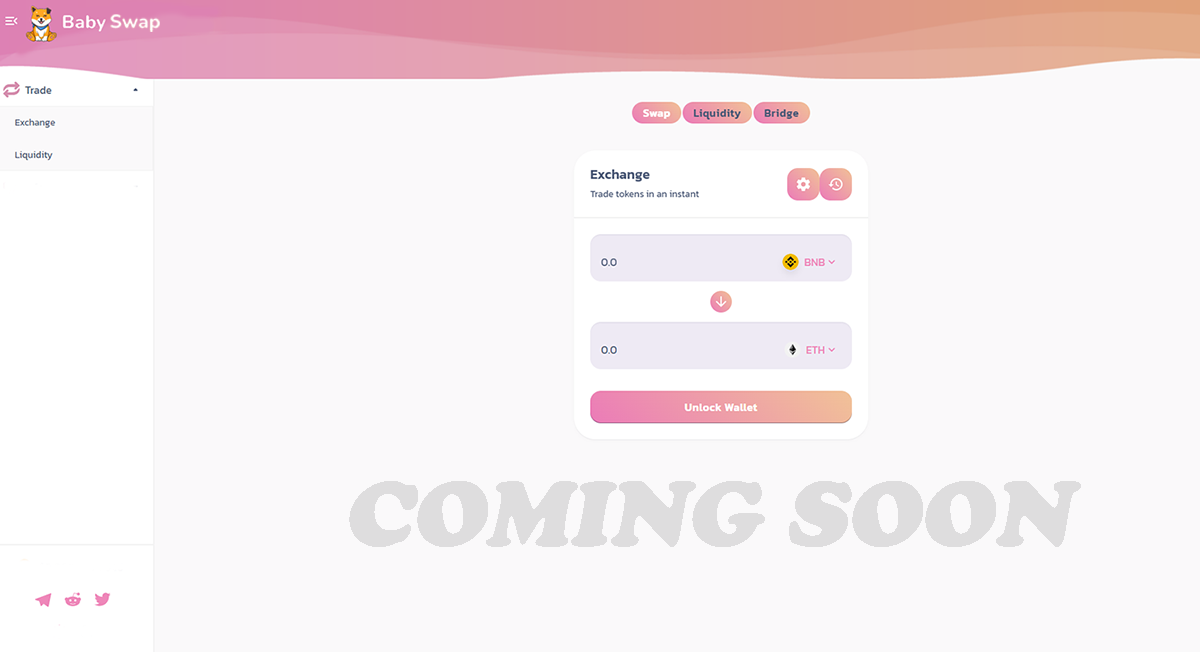 Baby Swap
Trade
Exchange
Liquidity
Swap
Liquidity
Bridge
Exchange
Trade tokens in an instant
0.0
BNB
0.0
ETH
Unlock Wallet
COMING SOON